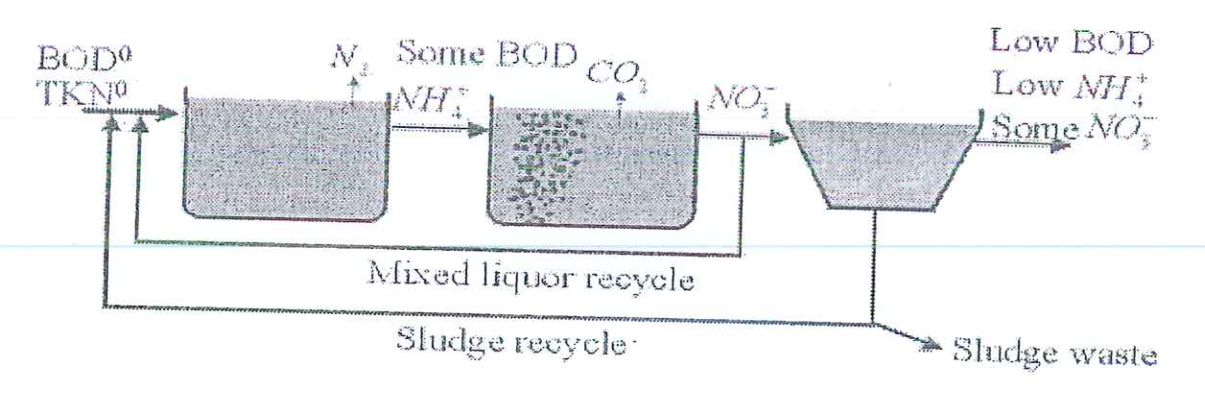 BOD⁰
TKN⁰
N₂
Some BOD
NH₄⁺
CO₂
NO₃⁻
Low BOD
Low NH₄⁺
Some NO₃⁻
Mixed liquor recycle
Sludge recycle
Sludge waste